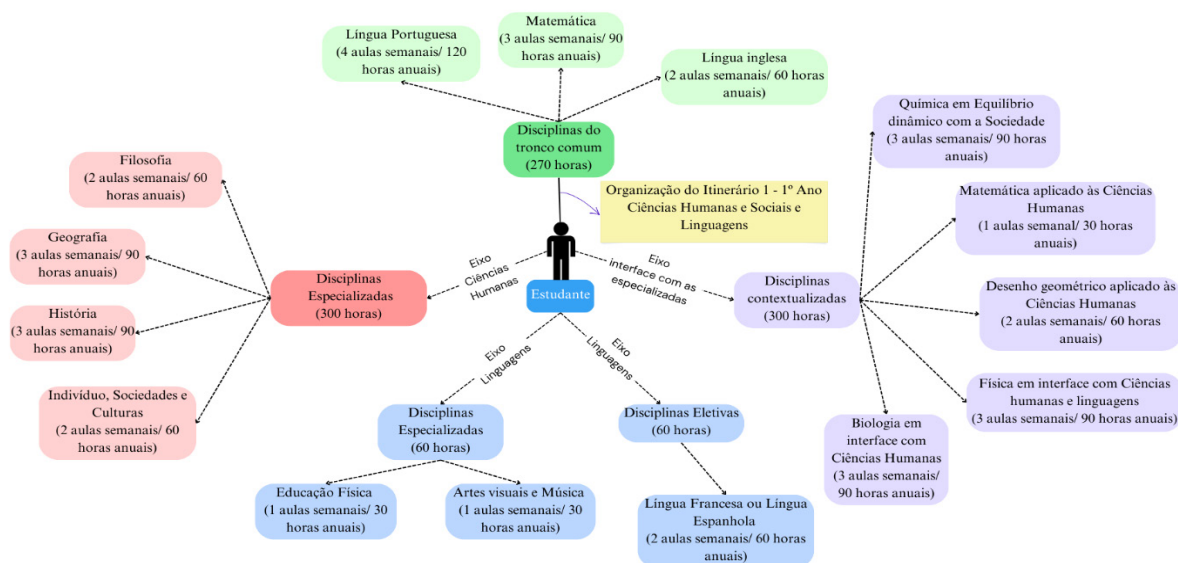 Língua Portuguesa
(4 aulas semanais/ 120
horas anuais)
Matemática
(3 aulas semanais/ 90
horas anuais)
Língua inglesa
(2 aulas semanais/ 60 horas
anuais)
Disciplinas do
tronco comum
(270 horas)
Organização do Itinerário 1 - 1º Ano
Ciências Humanas e Sociais e
Linguagens
Filosofia
(2 aulas semanais/ 60
horas anuais)
Geografia
(3 aulas semanais/ 90
horas anuais)
História
(3 aulas semanais/ 90
horas anuais)
Indivíduo, Sociedades e
Culturas
(2 aulas semanais/ 60
horas anuais)
Disciplinas
Especializadas
(300 horas)
Eixo
Ciências
Humanas
Estudante
Eixo
interface com as
especializadas
Disciplinas
contextualizadas
(300 horas)
Química em Equilíbrio
dinâmico com a Sociedade
(3 aulas semanais/ 90 horas
anuais)
Matemática aplicado às Ciências
Humanas
(1 aula semanal/ 30 horas
anuais)
Desenho geométrico aplicado às
Ciências Humanas
(2 aulas semanais/ 60 horas
anuais)
Física em interface com Ciências
humanas e linguagens
(3 aulas semanais/ 90 horas anuais)
Biologia em
interface com
Ciências Humanas
(3 aulas semanais/
90 horas anuais)
Eixo
Linguagens
Disciplinas
Especializadas
(60 horas)
Educação Física
(1 aulas semanais/ 30
horas anuais)
Artes visuais e Música
(1 aulas semanais/ 30
horas anuais)
Eixo
Linguagens
Disciplinas Eletivas
(60 horas)
Língua Francesa ou Língua
Espanhola
(2 aulas semanais/ 60 horas
anuais)